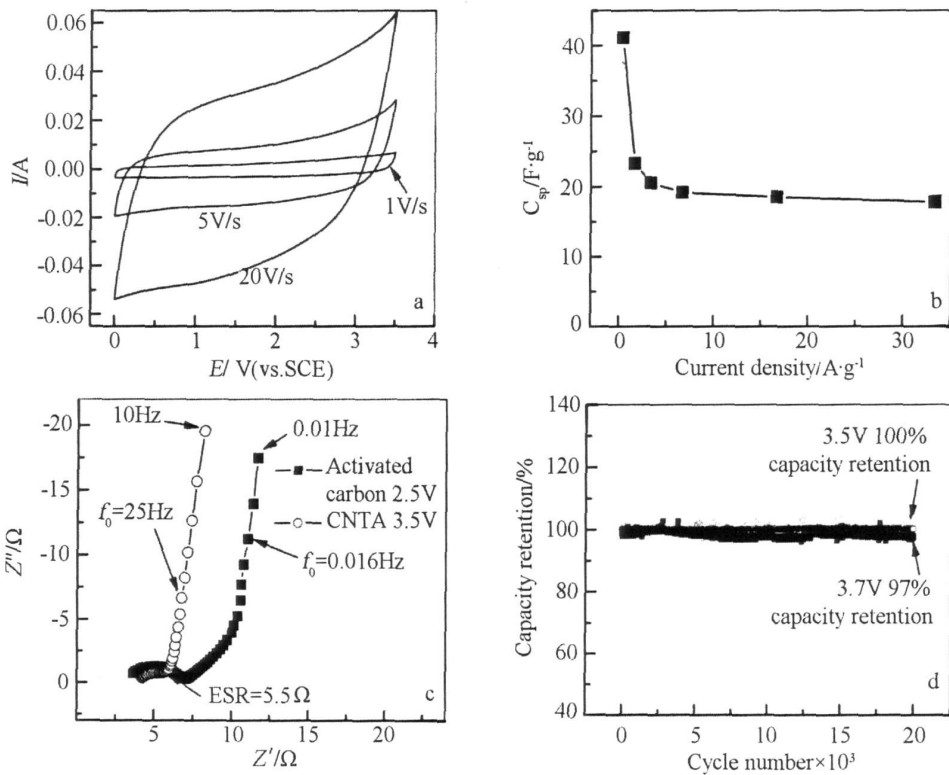 0.06
0.04
0.02
0.00
-0.02
-0.04
-0.06
I/A
1V/s
5V/s
20V/s
a
0 1 2 3 4
E/ V(vs.SCE)
40
30
20
10
0
C_sp/F·g⁻¹
b
0 10 20 30
Current density/A·g⁻¹
-20
-15
-10
-5
0
Z''/Ω
10Hz
0.01Hz
Activated
carbon 2.5V
CNTA 3.5V
f₀=25Hz
f₀=0.016Hz
ESR=5.5Ω
c
5 10 15 20
Z'/Ω
140
120
100
80
60
40
Capacity retention/%
3.5V 100%
capacity retention
3.7V 97%
capacity retention
d
0 5 10 15 20
Cycle number×10³